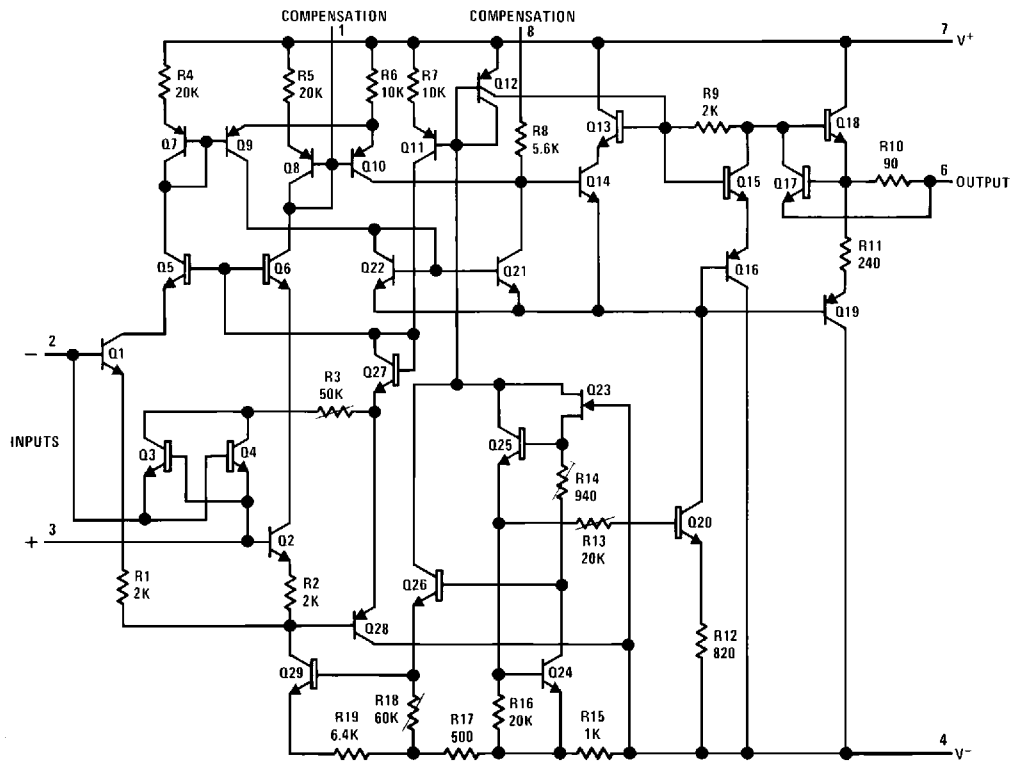 COMPENSATION
1
COMPENSATION
8
7
V+
R4
20K
R5
20K
R6
10K
R7
10K
Q12
R8
5.6K
Q13
R9
2K
Q18
R10
90
6
OUTPUT
Q7
Q9
Q8
Q10
Q11
Q14
Q15
Q17
R11
240
Q5
Q6
Q22
Q21
Q16
Q19
2
−
Q1
Q27
R3
50K
Q23
INPUTS
Q3
Q4
Q25
R14
940
3
+
Q2
R13
20K
Q20
R1
2K
R2
2K
Q26
Q28
R12
820
Q29
Q24
R18
60K
R16
20K
R19
6.4K
R17
500
R15
1K
4
V−